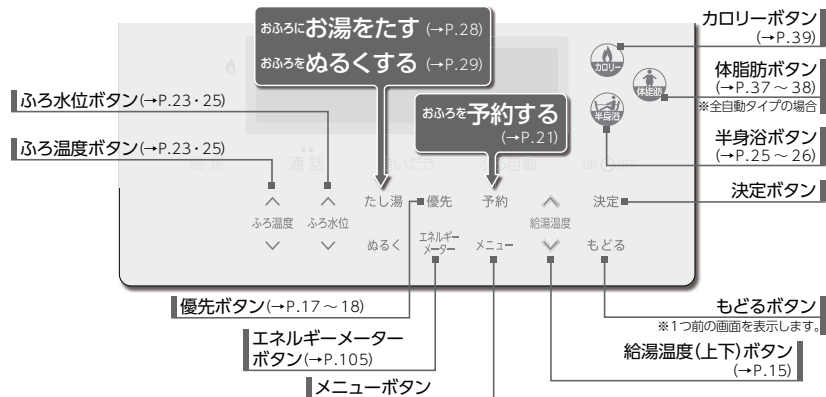 おふろにお湯をたす(→P.28)
おふろをぬるくする(→P.29)
おふろを予約する
(→P.21)
カロリーボタン
(→P.39)
体脂肪ボタン
(→P.37～38)
※全自動タイプの場合
半身浴ボタン
(→P.25～26)
決定ボタン
もどるボタン
※1つ前の画面を表示します。
給湯温度(上下)ボタン
(→P.15)
ふろ水位ボタン(→P.23・25)
ふろ温度ボタン(→P.23・25)
カロリー
体脂肪
半身浴
設定 通話 いだき 自動 ON OFF
たし湯 優先 予約 決定
ふろ温度 ふろ水位 給湯温度
ぬるく エネルギーメーター メニュー もどる
優先ボタン(→P.17～18)
エネルギーメーター
ボタン(→P.105)
メニューボタン